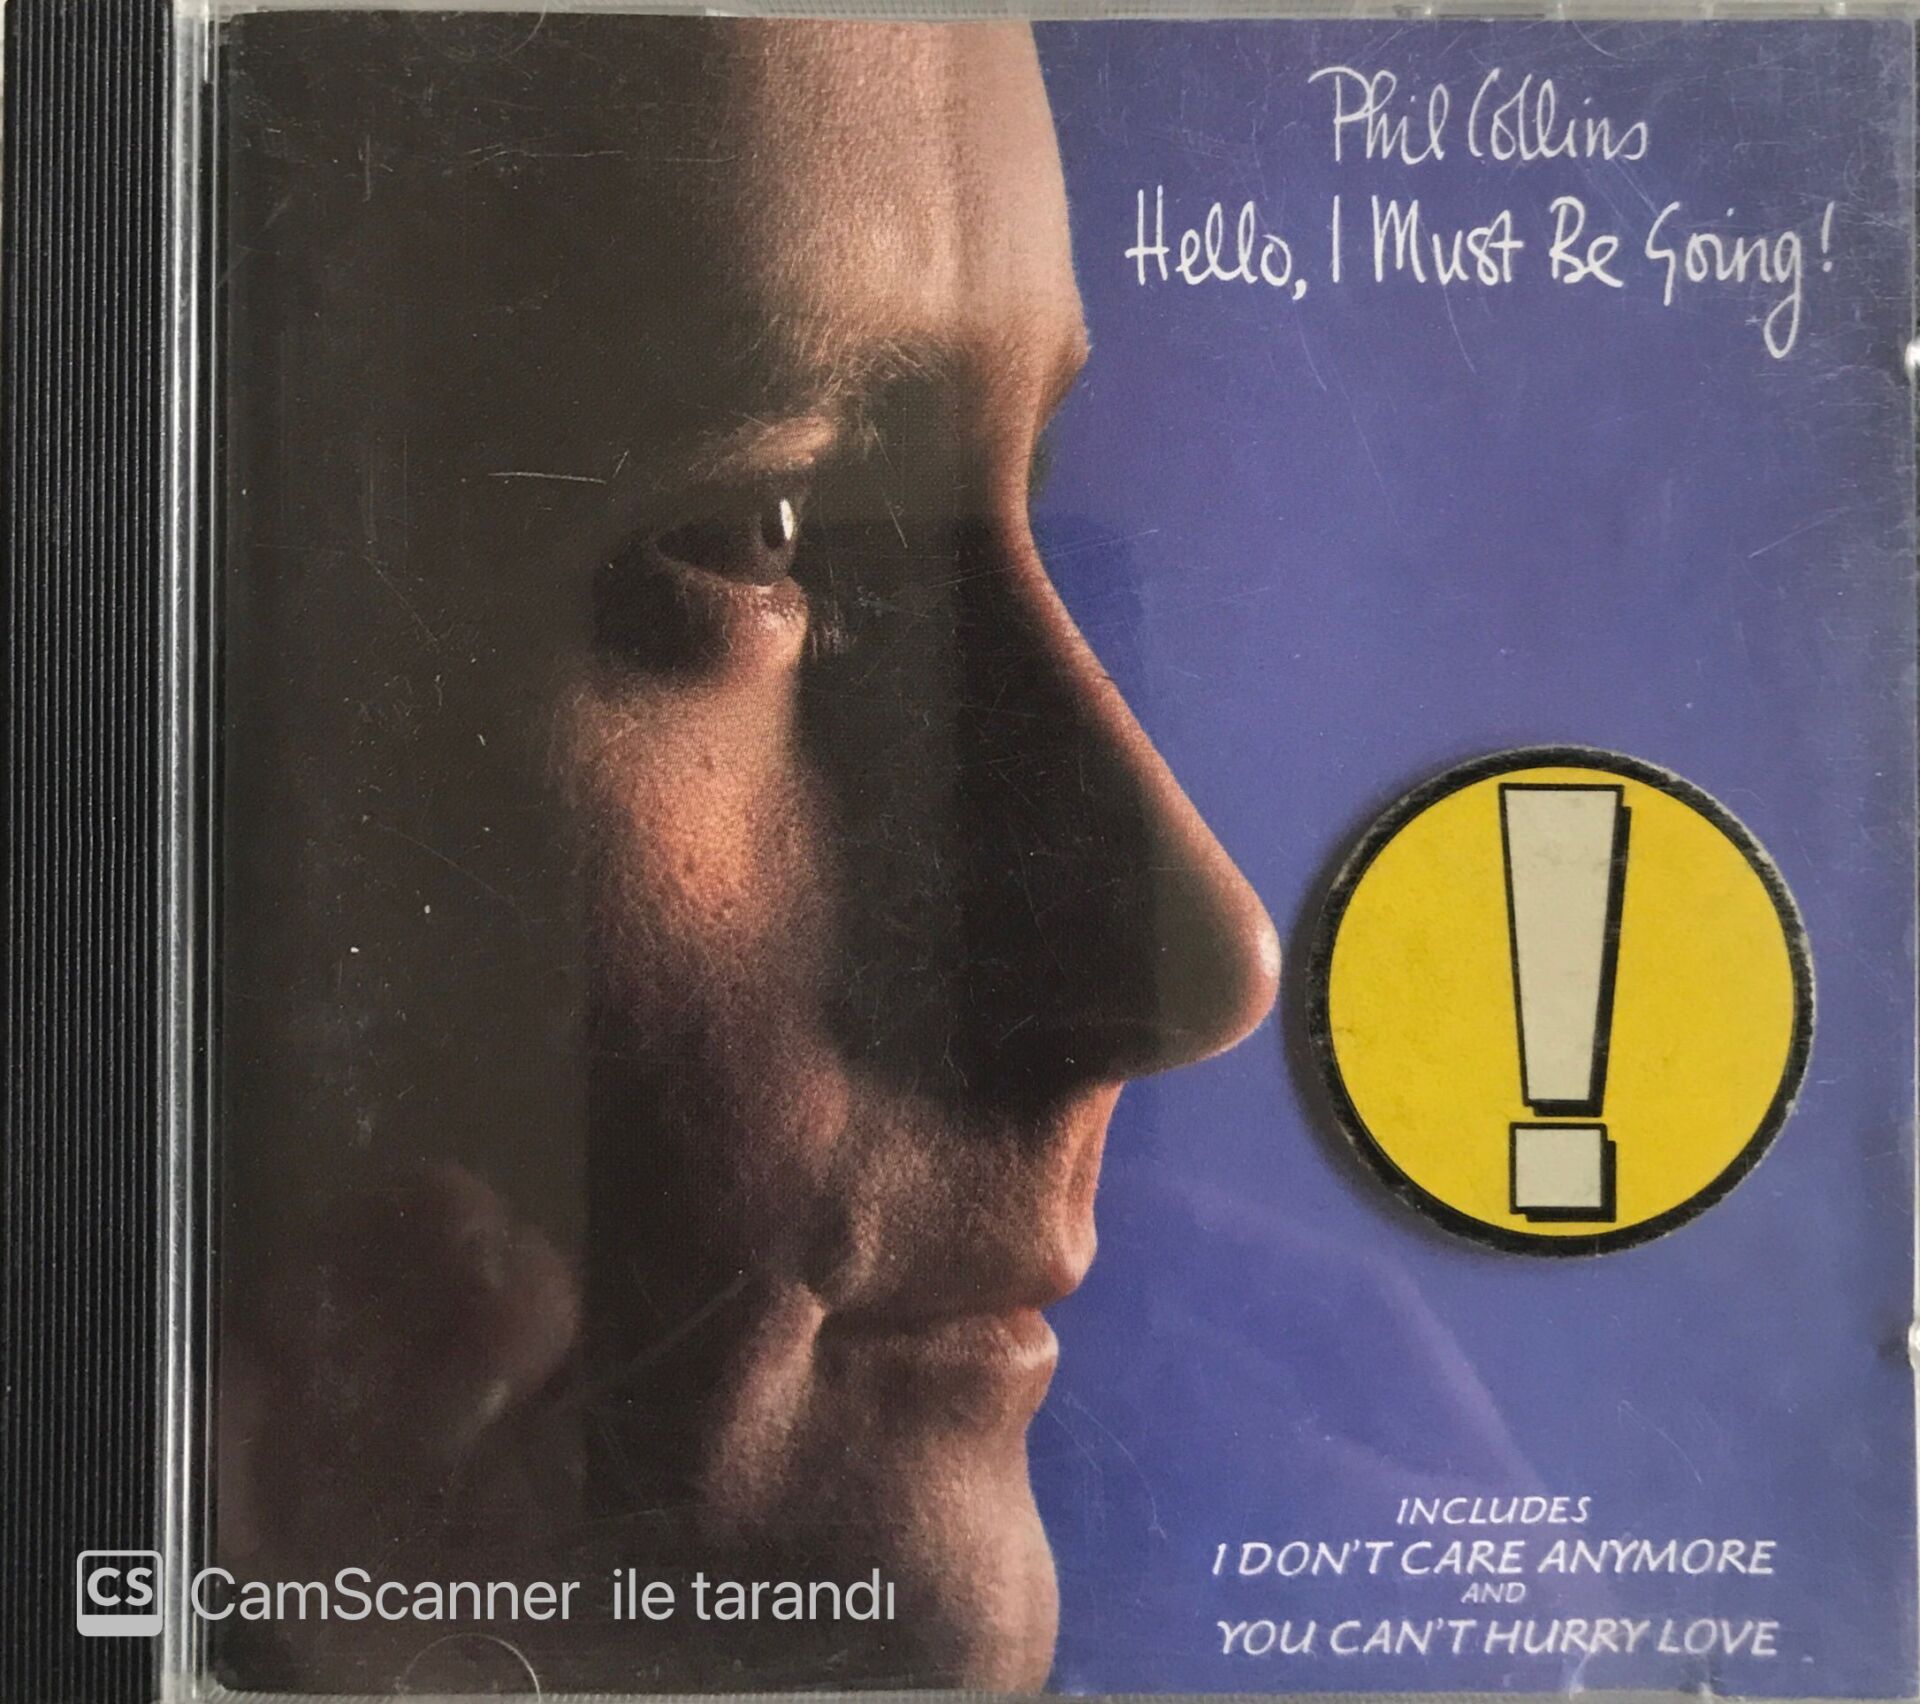 Phil Collins
Hello, I Must Be Going!
!
INCLUDES
I DON'T CARE ANYMORE
AND
YOU CAN'T HURRY LOVE
CS CamScanner ile tarandı